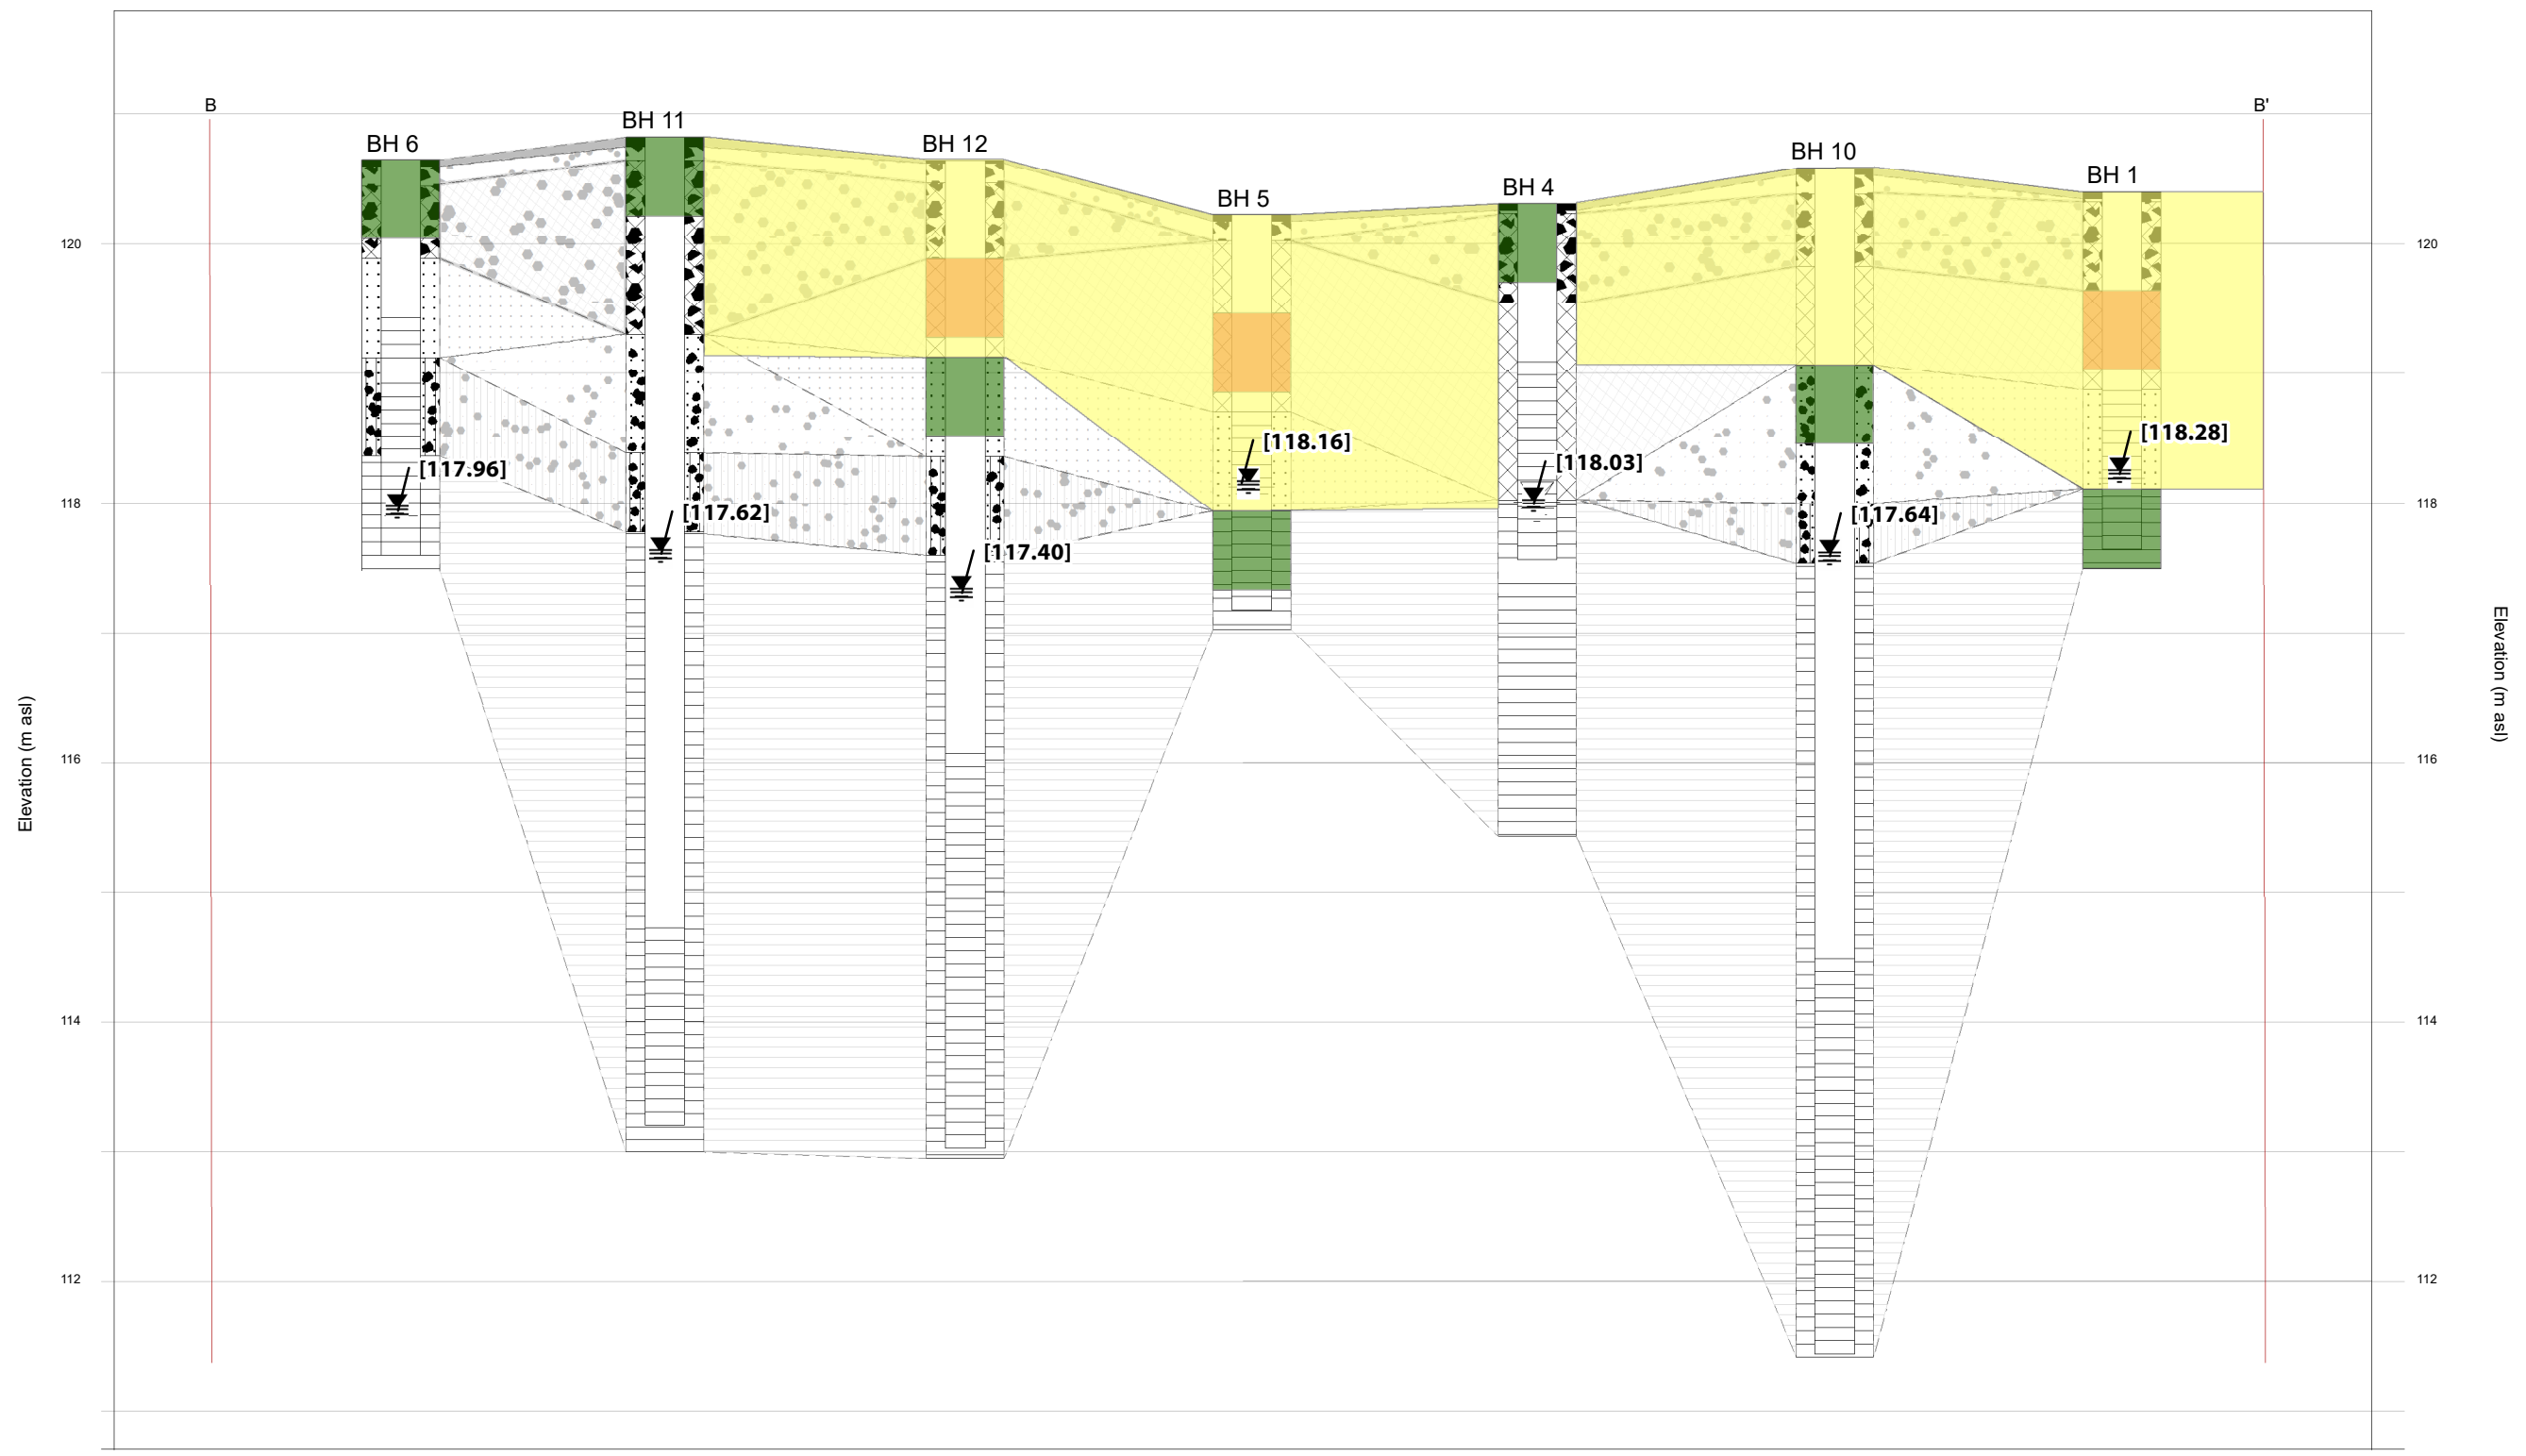 B
B'
BH 6
BH 11
BH 12
BH 5
BH 4
BH 10
BH 1
120
120
[118.16]
[118.28]
[117.96]
[118.03]
118
118
[117.62]
[117.64]
[117.40]
Elevation (m asl)
Elevation (m asl)
116
116
114
114
112
112